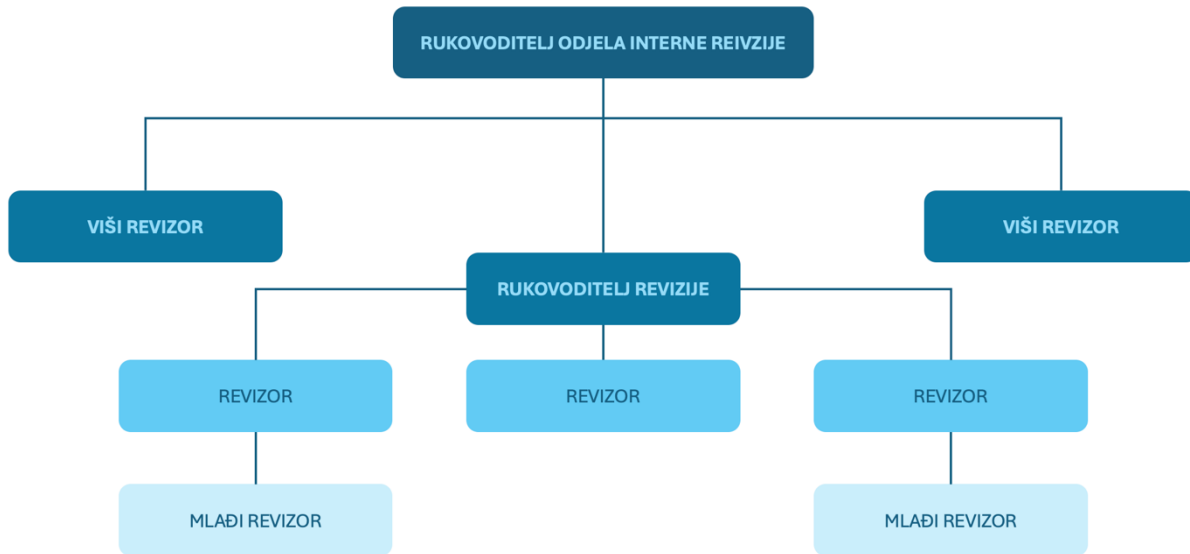 RUKOVODITELJ ODJELA INTERNE REIVZIJE
VIŠI REVIZOR
VIŠI REVIZOR
RUKOVODITELJ REVIZIJE
REVIZOR
REVIZOR
REVIZOR
MLAĐI REVIZOR
MLAĐI REVIZOR